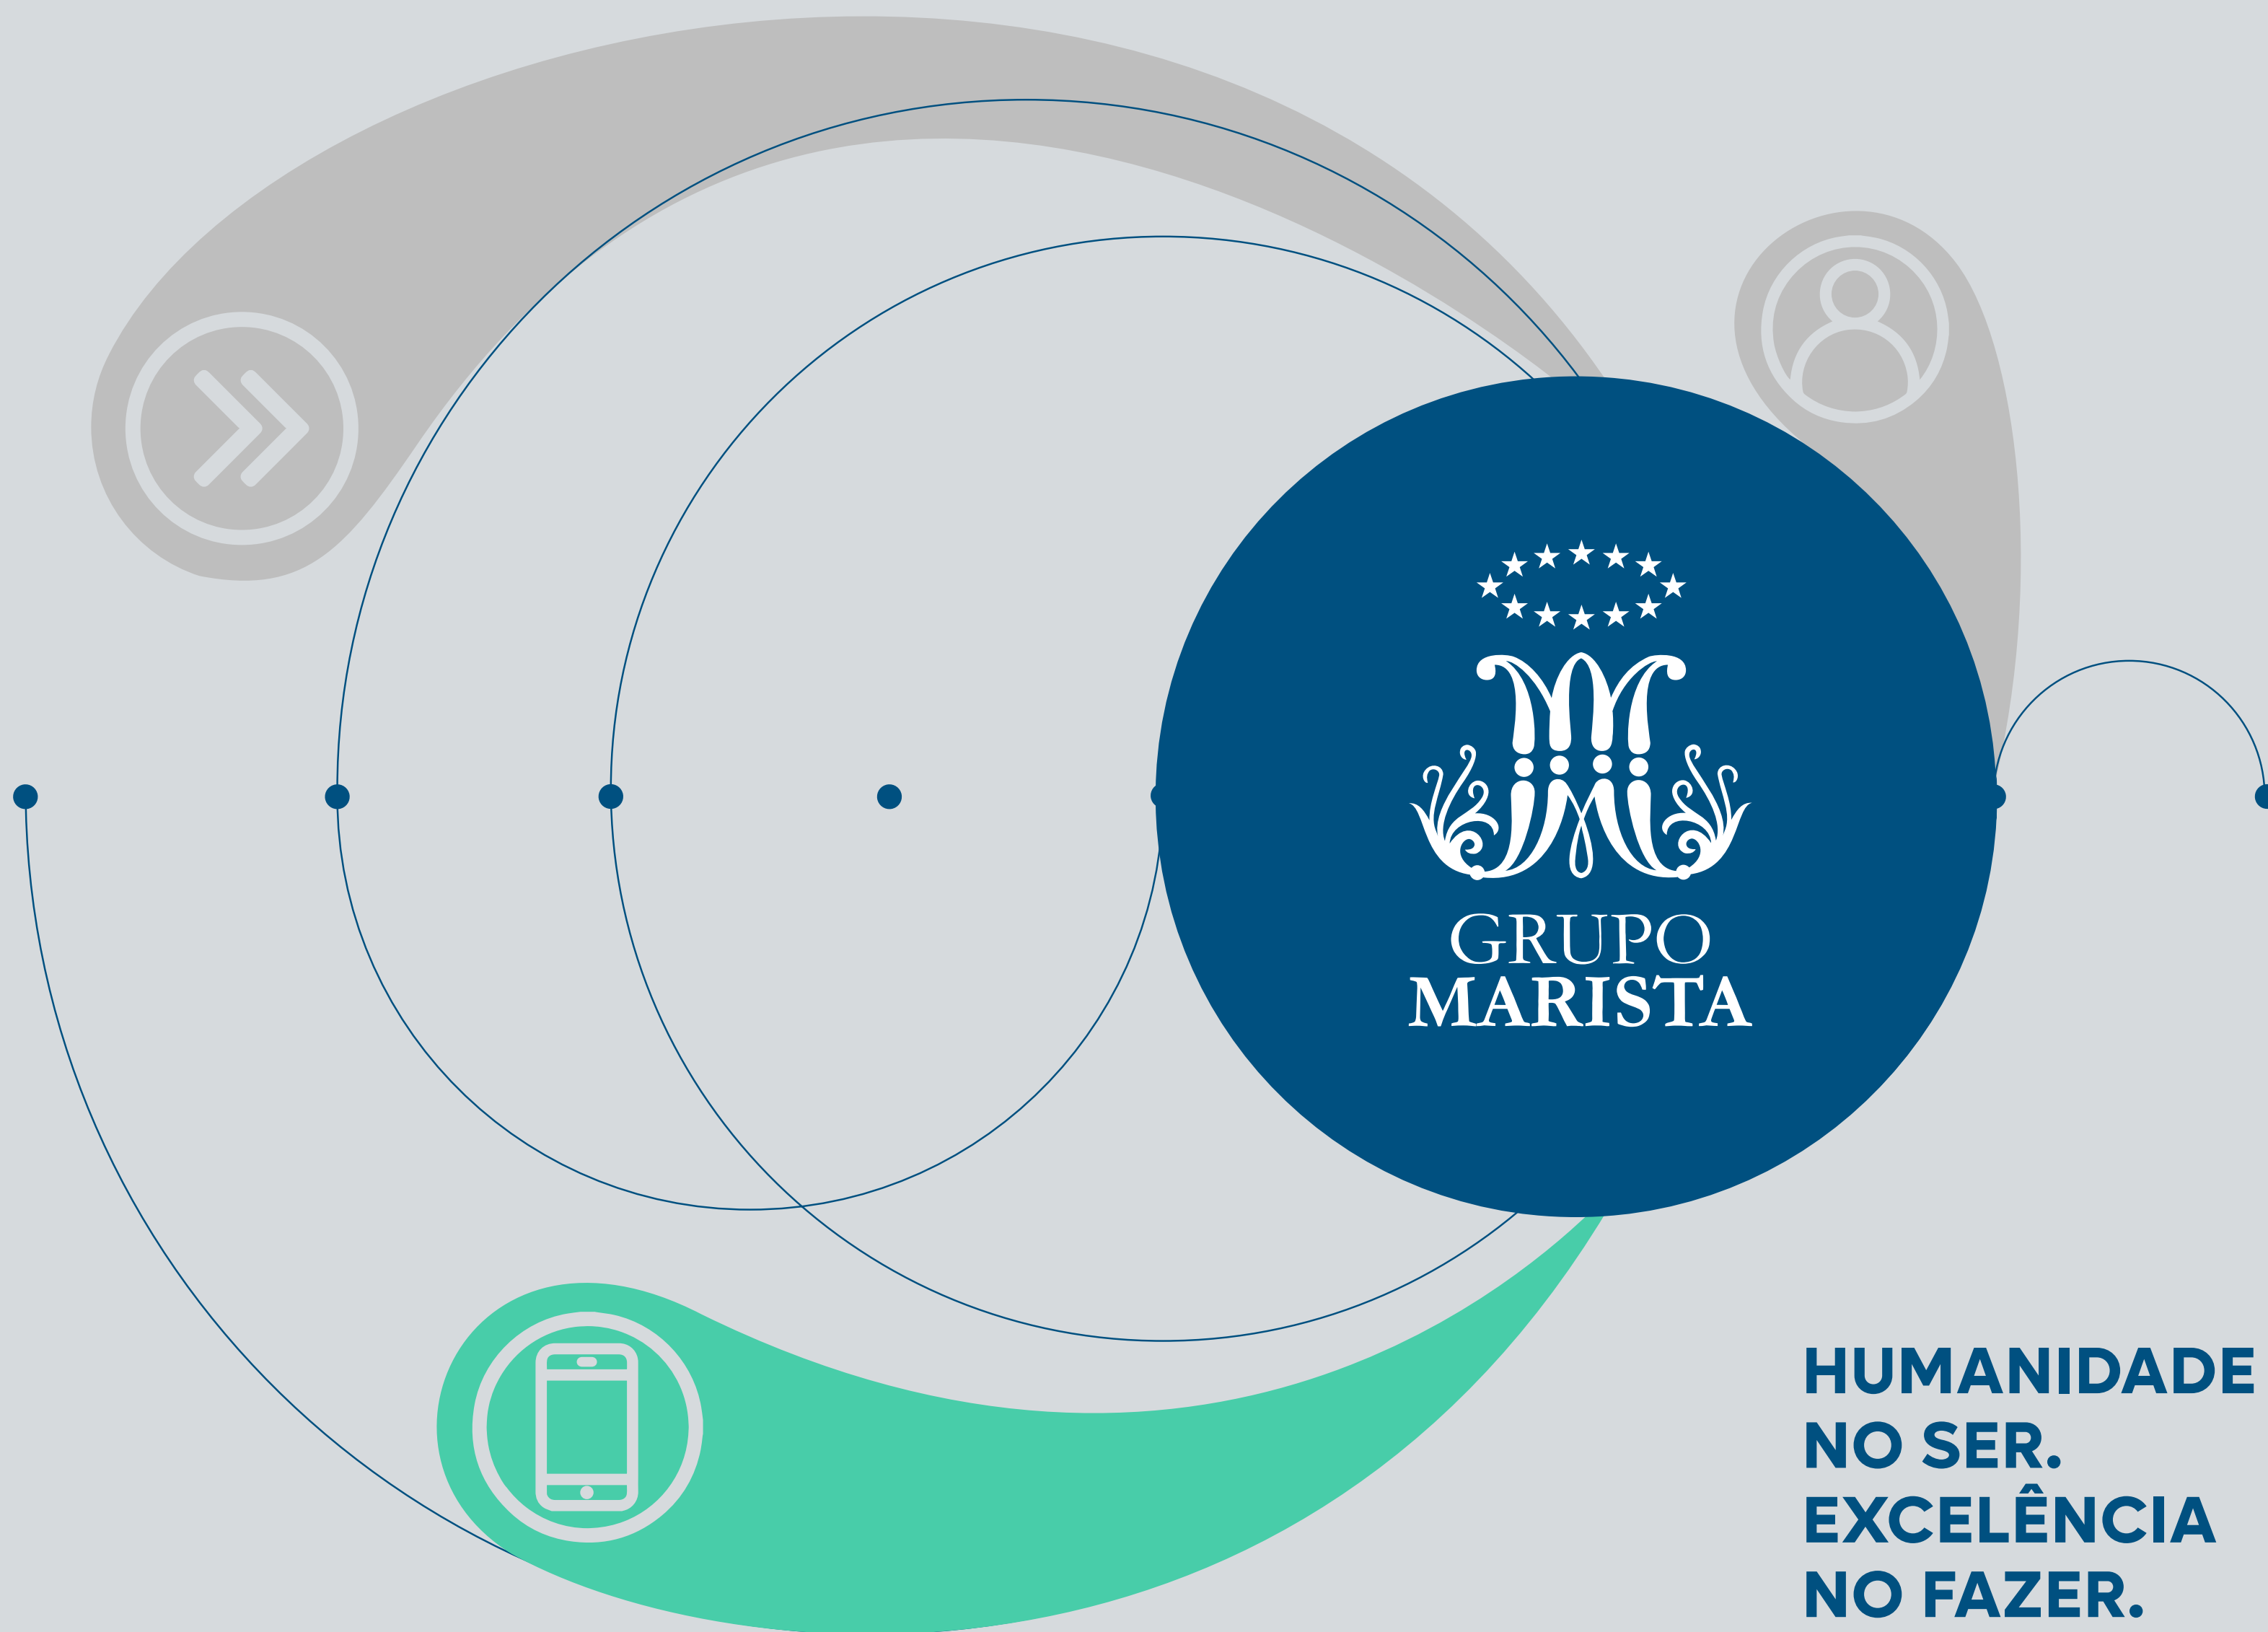 GRUPO
MARISTA
HUMANIDADE
NO SER.
EXCELÊNCIA
NO FAZER.